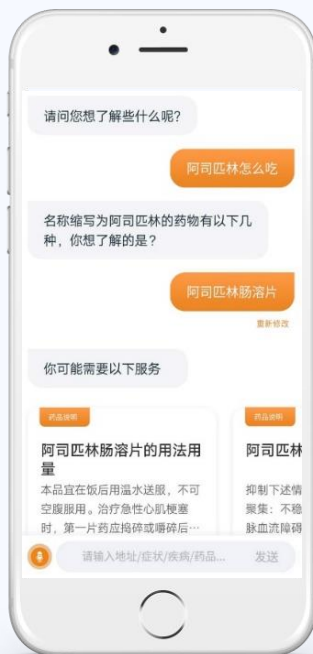 请问您想了解些什么呢?
阿司匹林怎么吃
名称缩写为阿司匹林的药物有以下几
种,你想了解的是?
阿司匹林肠溶片
重新修改
你可能需要以下服务
药品说明
阿司匹林肠溶片的用法用
量
本品宜在饭后用温水送服,不可
空腹服用。治疗急性心肌梗塞
时,第一片药应捣碎或嚼碎后…
药品说明
阿司匹林
抑制下述情
聚集:不稳
脉血流障碍
请输入地址/症状/疾病/药品...
发送